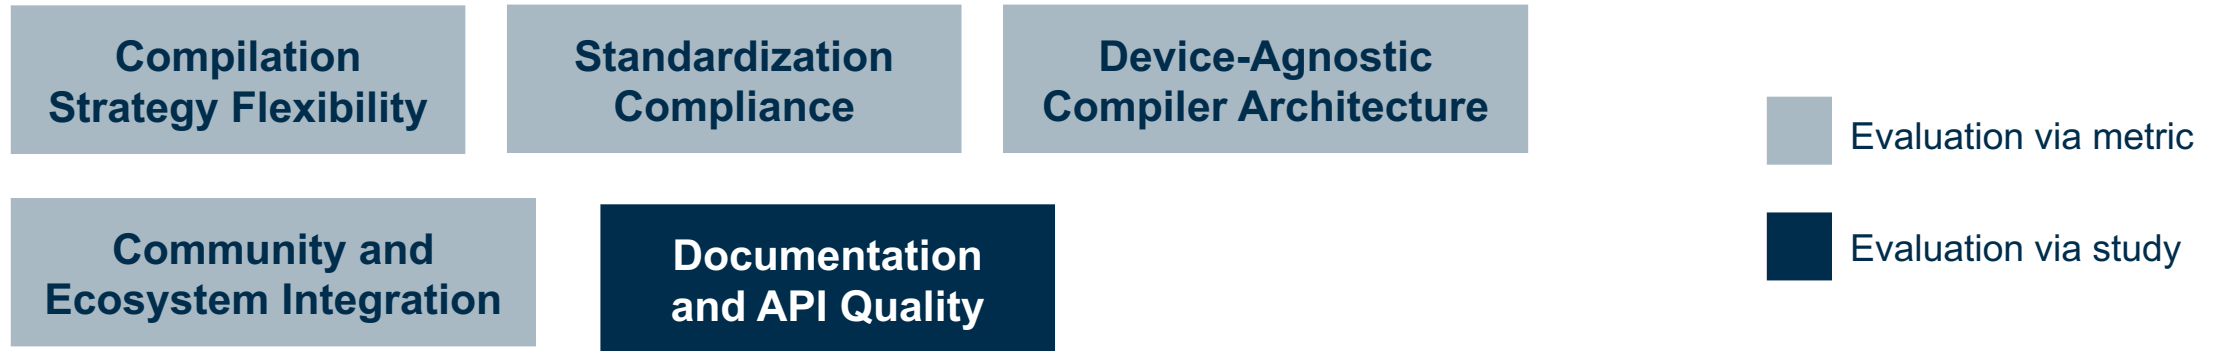 Compilation
Strategy Flexibility
Standardization
Compliance
Device-Agnostic
Compiler Architecture
Community and
Ecosystem Integration
Documentation
and API Quality
Evaluation via metric
Evaluation via study